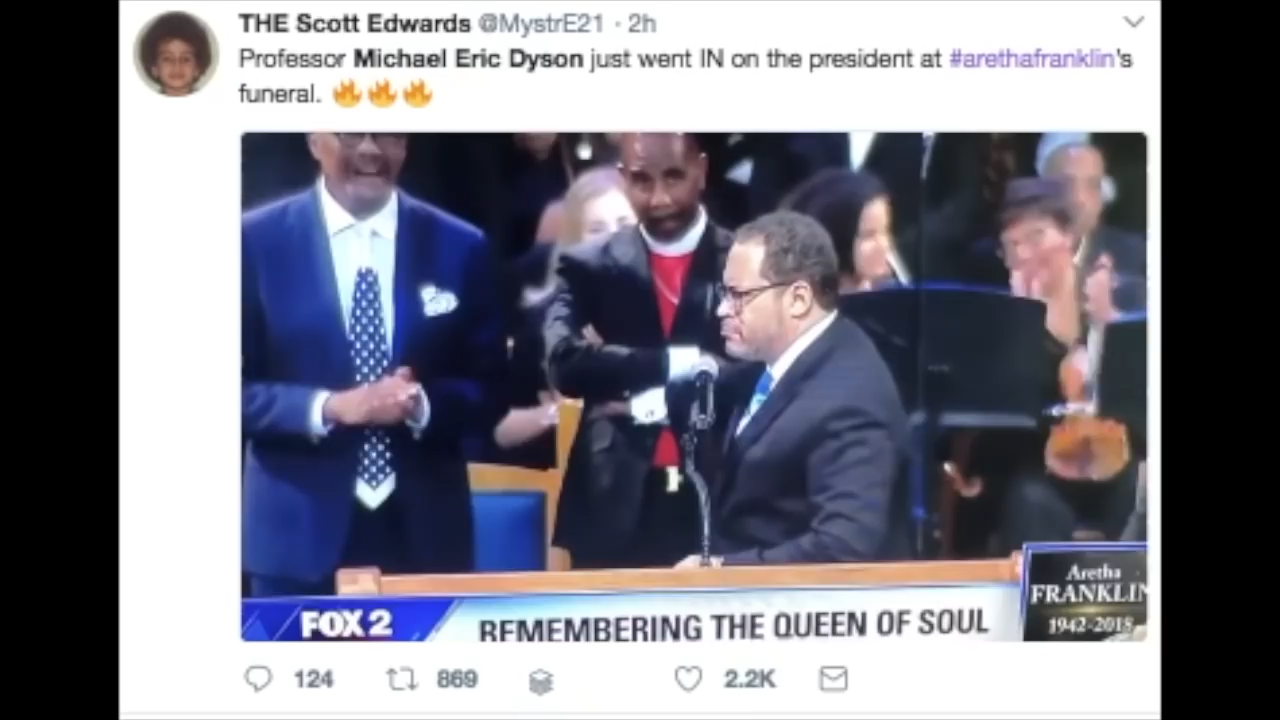 THE Scott Edwards @MystrE21 · 2h
Professor Michael Eric Dyson just went IN on the president at #arethafranklin's
funeral. 🔥🔥🔥
FOX 2 REMEMBERING THE QUEEN OF SOUL
Aretha
FRANKLIN
1942-2018
124 869 2.2K